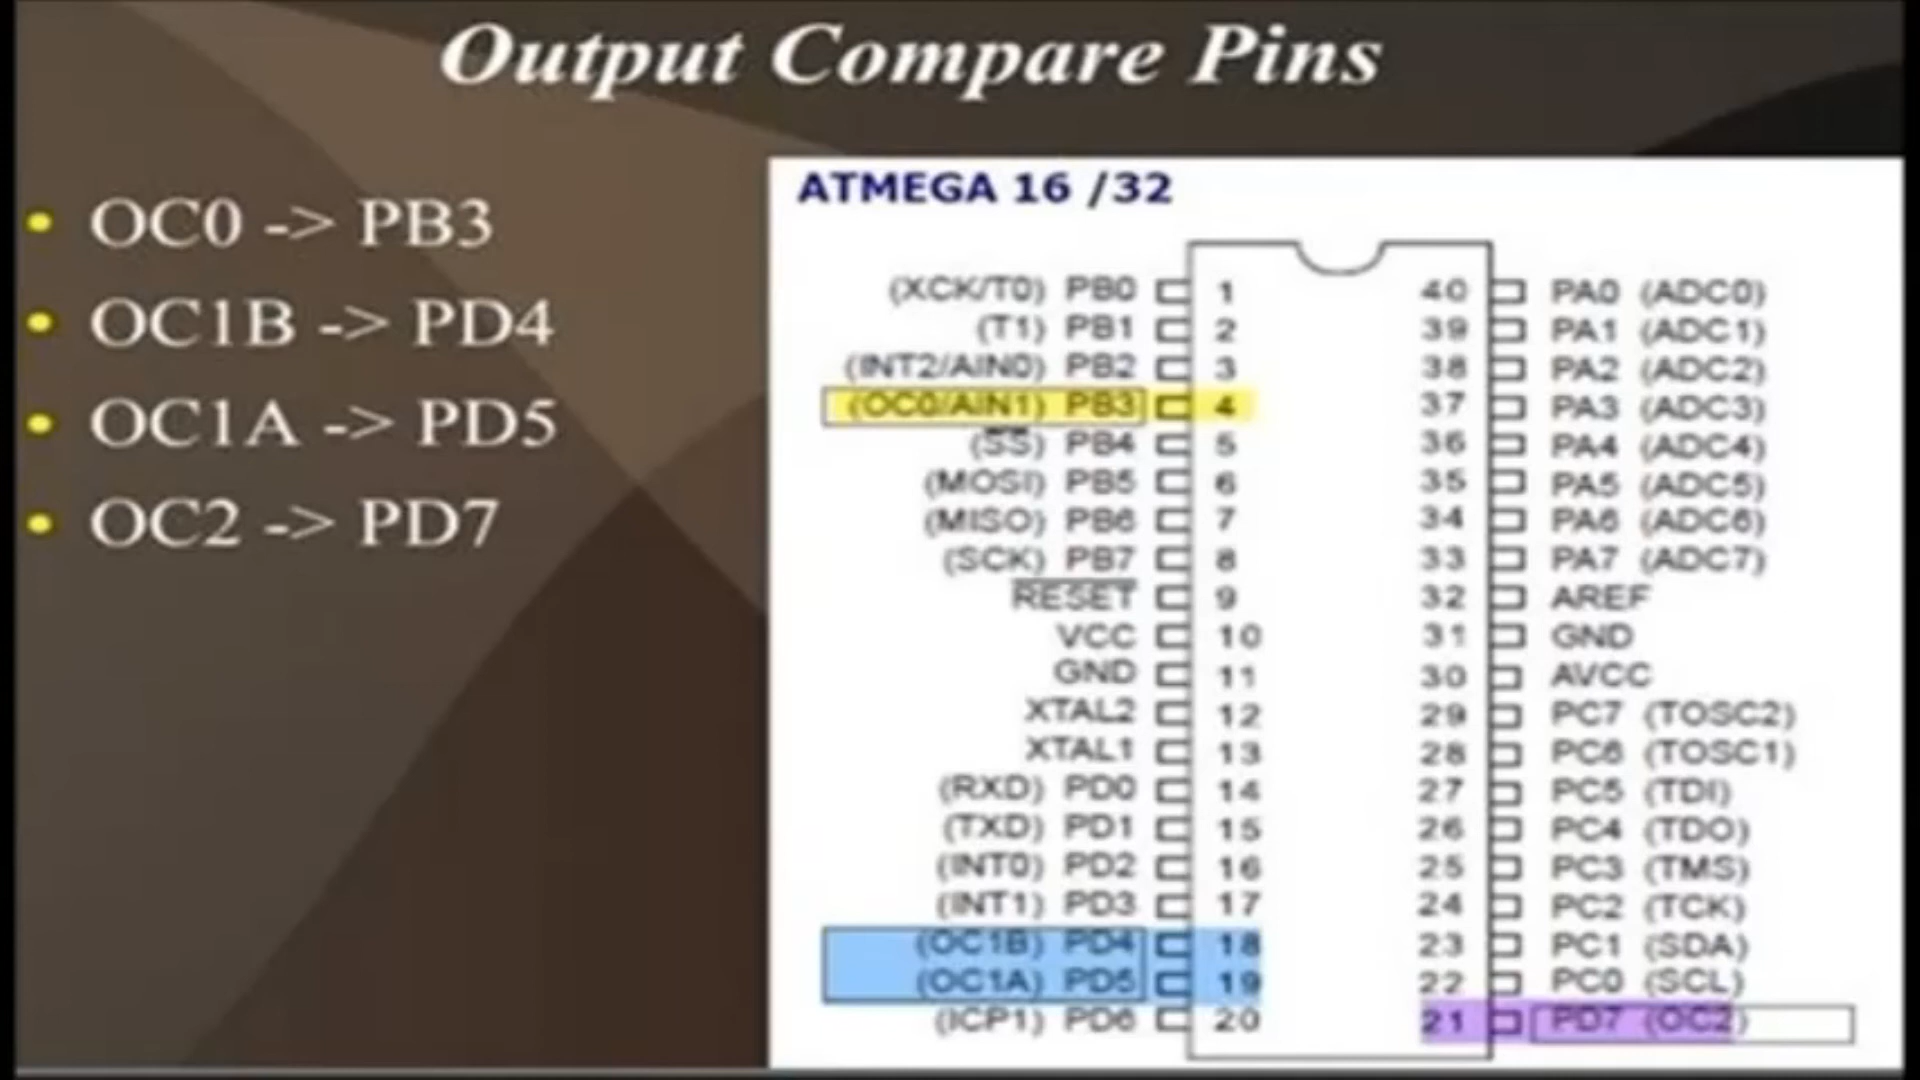 Output Compare Pins
• OC0 -> PB3
• OC1B -> PD4
• OC1A -> PD5
• OC2 -> PD7
ATMEGA 16 /32
(XCK/T0) PB0 1 40 PA0 (ADC0)
(T1) PB1 2 39 PA1 (ADC1)
(INT2/AIN0) PB2 3 38 PA2 (ADC2)
(OC0/AIN1) PB3 4 37 PA3 (ADC3)
(SS) PB4 5 36 PA4 (ADC4)
(MOSI) PB5 6 35 PA5 (ADC5)
(MISO) PB6 7 34 PA6 (ADC6)
(SCK) PB7 8 33 PA7 (ADC7)
RESET 9 32 AREF
VCC 10 31 GND
GND 11 30 AVCC
XTAL2 12 29 PC7 (TOSC2)
XTAL1 13 28 PC6 (TOSC1)
(RXD) PD0 14 27 PC5 (TDI)
(TXD) PD1 15 26 PC4 (TDO)
(INT0) PD2 16 25 PC3 (TMS)
(INT1) PD3 17 24 PC2 (TCK)
(OC1B) PD4 18 23 PC1 (SDA)
(OC1A) PD5 19 22 PC0 (SCL)
(ICP1) PD6 20 21 PD7 (OC2)